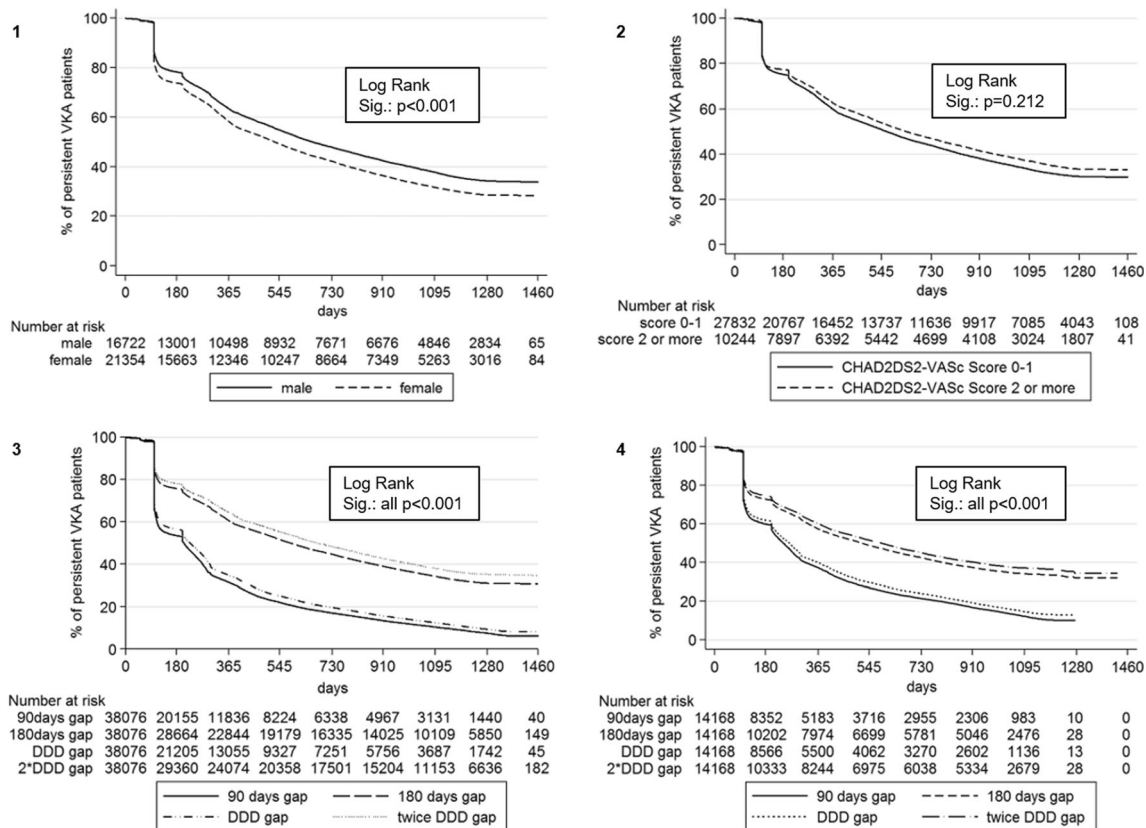 1
% of persistent VKA patients
100
80
60
40
20
0
Log Rank
Sig.: p<0.001
0 180 365 545 730 910 1095 1280 1460
days
Number at risk
male 16722 13001 10498 8932 7671 6676 4846 2834 65
female 21354 15663 12346 10247 8664 7349 5263 3016 84
male female
2
% of persistent VKA patients
100
80
60
40
20
0
Log Rank
Sig.: p=0.212
0 180 365 545 730 910 1095 1280 1460
days
Number at risk
score 0-1 27832 20767 16452 13737 11636 9917 7085 4043 108
score 2 or more 10244 7897 6392 5442 4699 4108 3024 1807 41
CHAD2DS2-VASc Score 0-1
CHAD2DS2-VASc Score 2 or more
3
% of persistent VKA patients
100
80
60
40
20
0
Log Rank
Sig.: all p<0.001
0 180 365 545 730 910 1095 1280 1460
days
Number at risk
90days gap 38076 20155 11836 8224 6338 4967 3131 1440 40
180days gap 38076 28664 22844 19179 16335 14025 10109 5850 149
DDD gap 38076 21205 13055 9327 7251 5756 3687 1742 45
2*DDD gap 38076 29360 24074 20358 17501 15204 11153 6636 182
90 days gap 180 days gap
DDD gap twice DDD gap
4
% of persistent VKA patients
100
80
60
40
20
0
Log Rank
Sig.: all p<0.001
0 180 365 545 730 910 1095 1280 1460
days
Number at risk
90days gap 14168 8352 5183 3716 2955 2306 983 10 0
180days gap 14168 10202 7974 6699 5781 5046 2476 28 0
DDD gap 14168 8566 5500 4062 3270 2602 1136 13 0
2*DDD gap 14168 10333 8244 6975 6038 5334 2679 28 0
90 days gap 180 days gap
DDD gap twice DDD gap